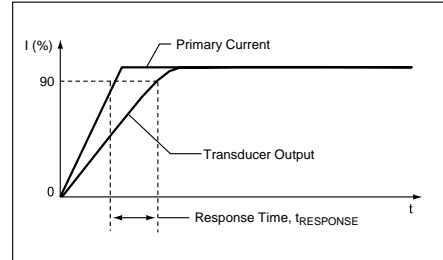 I (%)
Primary Current
90
Transducer Output
0
t
Response Time, tRESPONSE